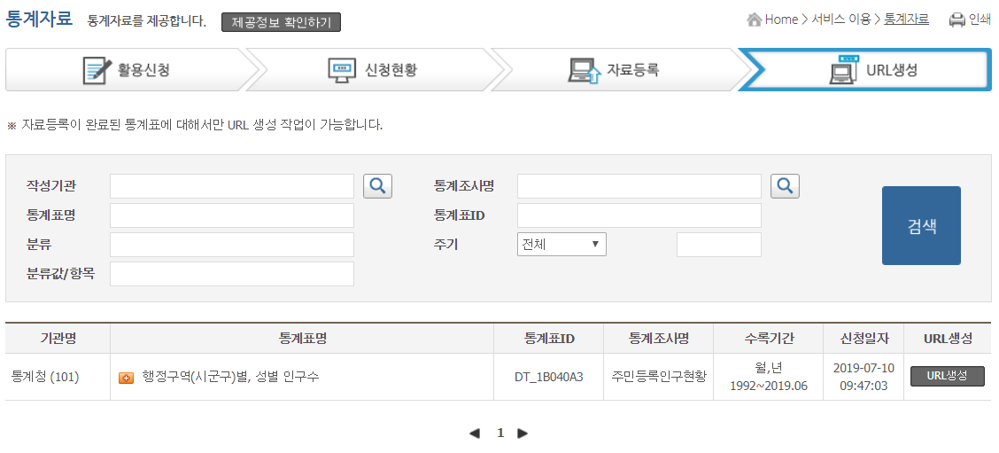 통계자료 통계자료를 제공합니다. 제공정보 확인하기 Home > 서비스 이용 > 통계자료 인쇄
활용신청 신청현황 자료등록 URL생성
※ 자료등록이 완료된 통계표에 대해서만 URL 생성 작업이 가능합니다.
작성기관 통계조사명
통계표명 통계표ID
검색
분류 주기 전체
분류값/항목
기관명 통계표명 통계표ID 통계조사명 수록기간 신청일자 URL생성
통계청 (101) 행정구역(시군구)별, 성별 인구수 DT_1B040A3 주민등록인구현황 월,년 2019-07-10 URL생성
1992~2019.06 09:47:03
1